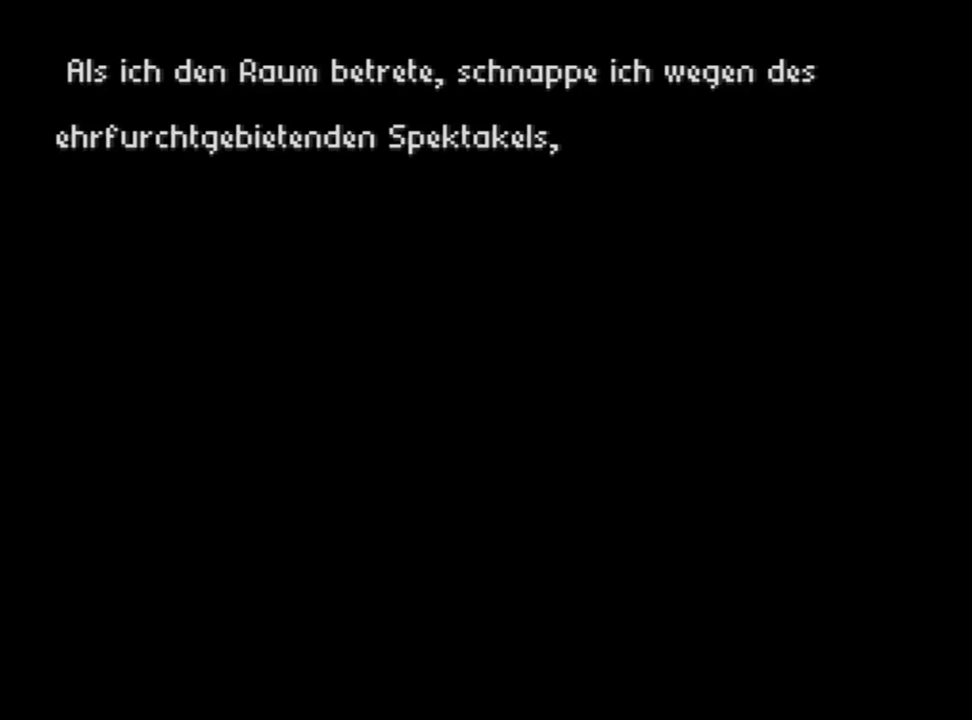 Als ich den Raum betrete, schnappe ich wegen des
ehrfurchtgebietenden Spektakels,